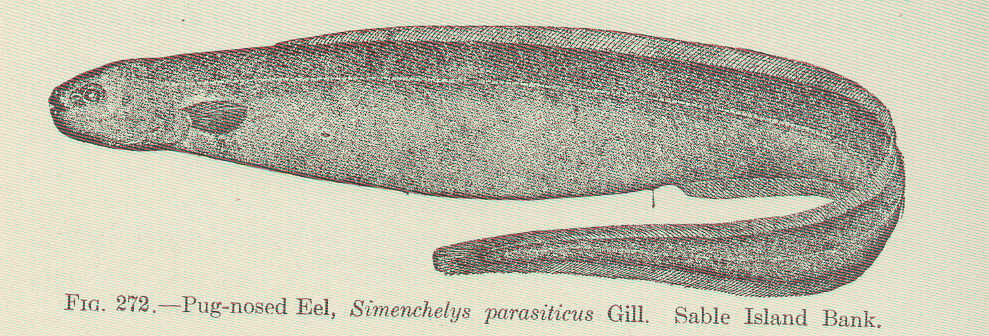 FIG. 272.—Pug-nosed Eel, Simenchelys parasiticus Gill. Sable Island Bank.